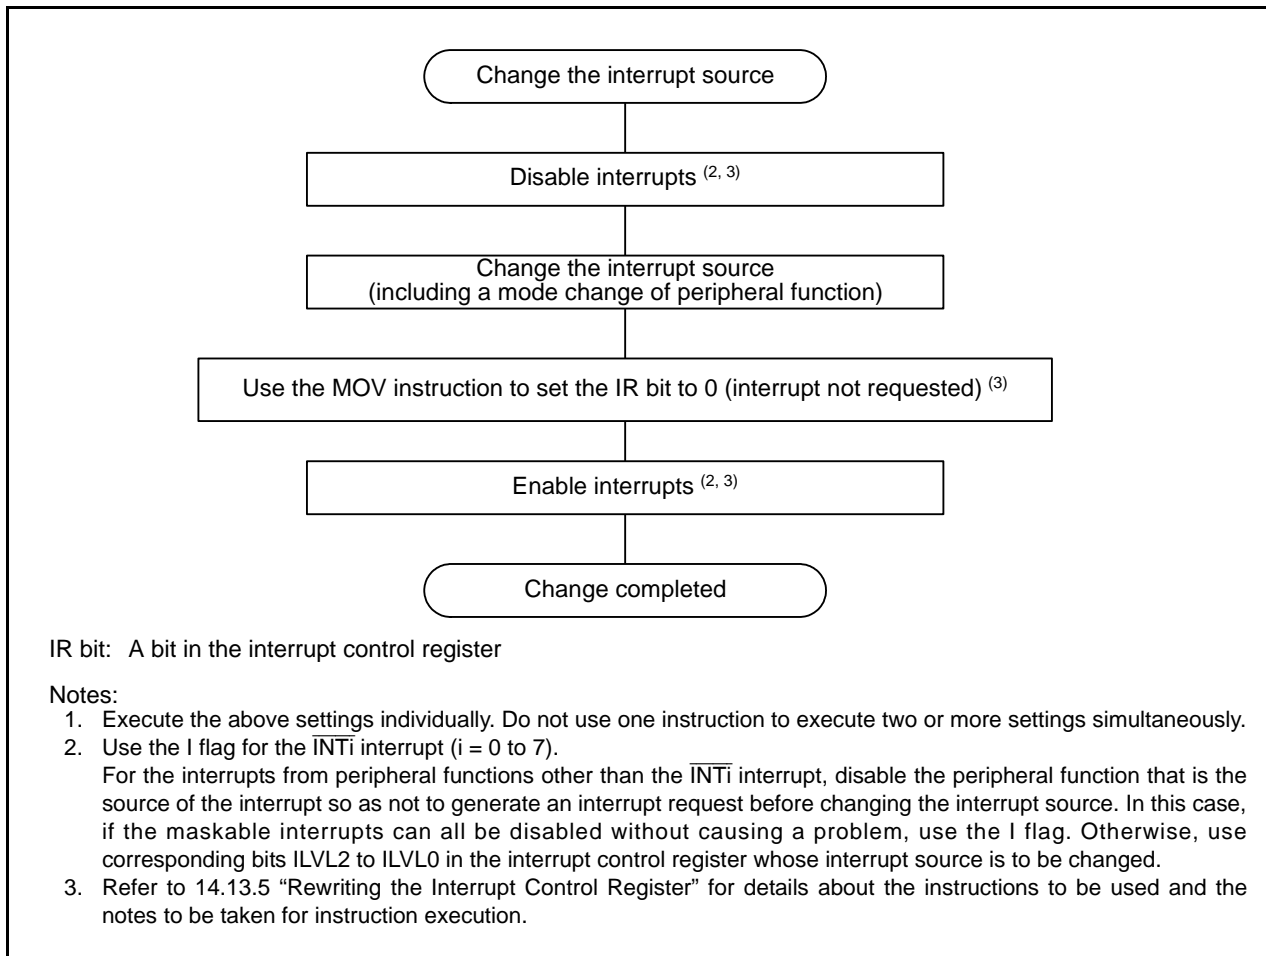 Change the interrupt source
Disable interrupts (2, 3)
Change the interrupt source
(including a mode change of peripheral function)
Use the MOV instruction to set the IR bit to 0 (interrupt not requested) (3)
Enable interrupts (2, 3)
Change completed
IR bit: A bit in the interrupt control register
Notes:
1. Execute the above settings individually. Do not use one instruction to execute two or more settings simultaneously.
2. Use the I flag for the I̅N̅T̅i̅ interrupt (i = 0 to 7).
For the interrupts from peripheral functions other than the I̅N̅T̅i̅ interrupt, disable the peripheral function that is the
source of the interrupt so as not to generate an interrupt request before changing the interrupt source. In this case,
if the maskable interrupts can all be disabled without causing a problem, use the I flag. Otherwise, use
corresponding bits ILVL2 to ILVL0 in the interrupt control register whose interrupt source is to be changed.
3. Refer to 14.13.5 “Rewriting the Interrupt Control Register” for details about the instructions to be used and the
notes to be taken for instruction execution.